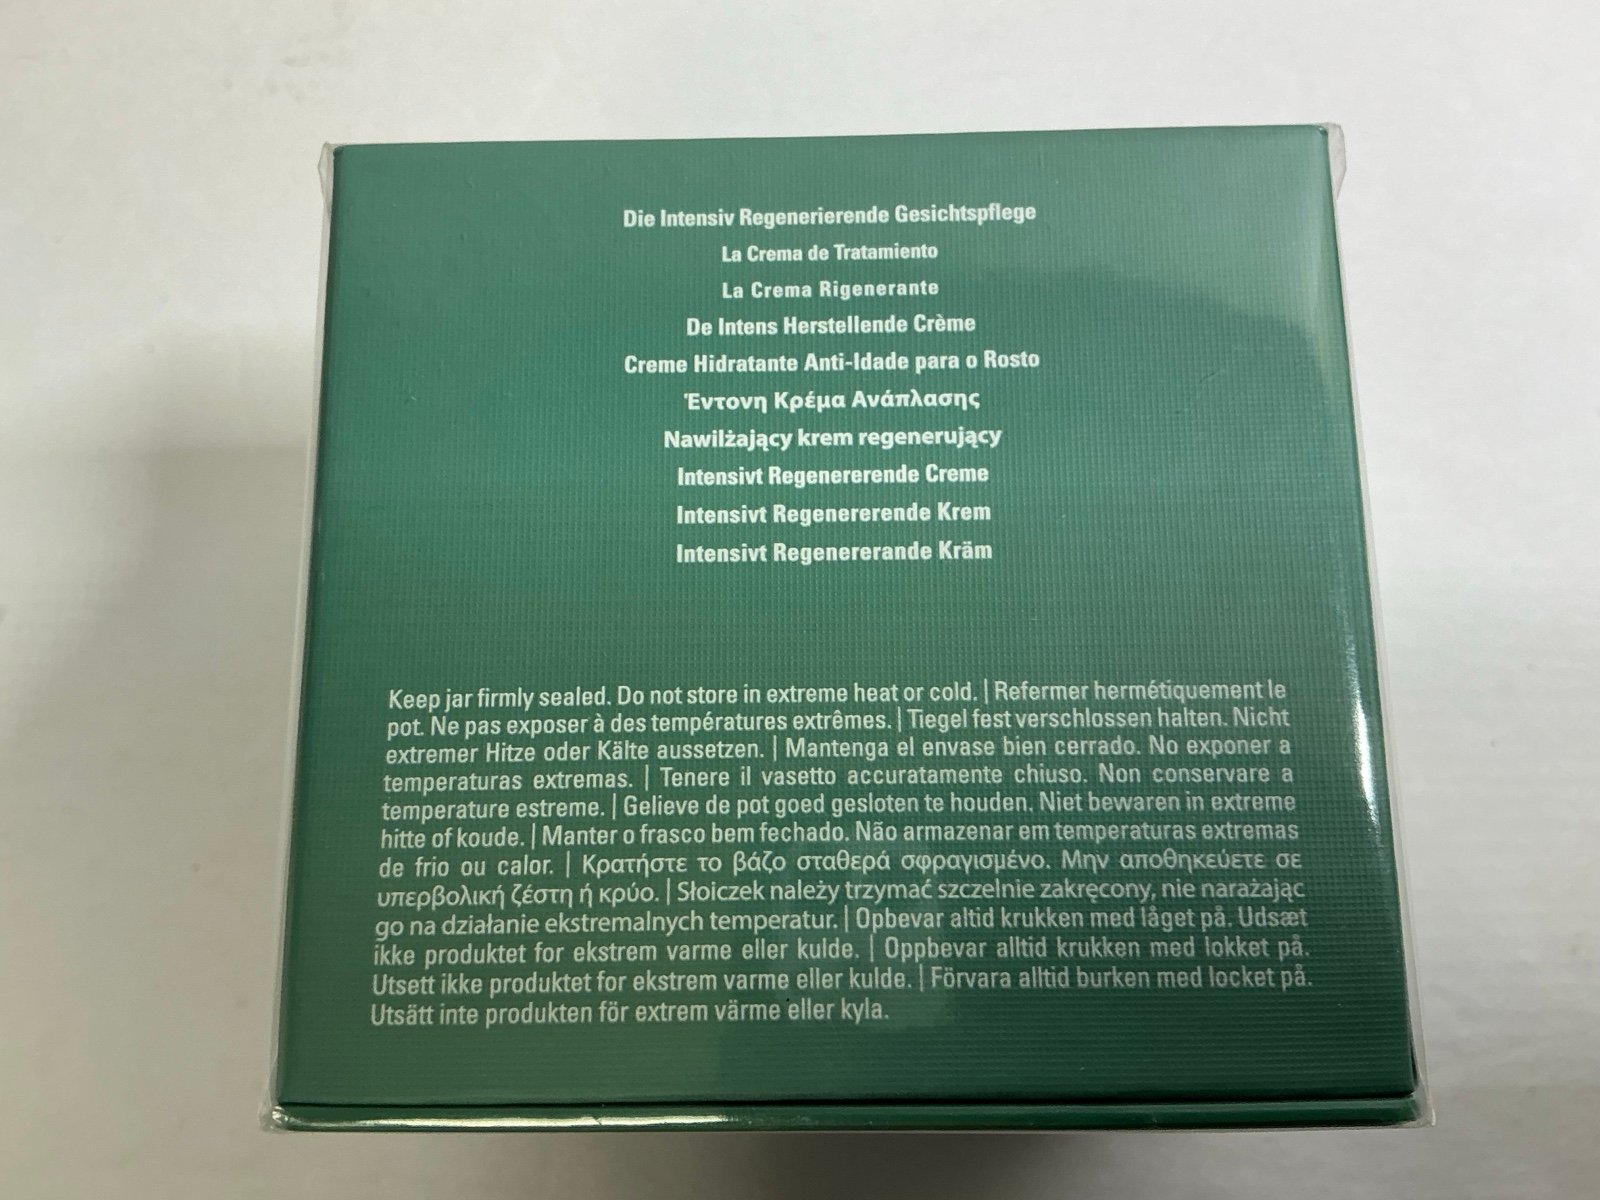 Die Intensiv Regenerierende Gesichtspflege
La Crema de Tratamiento
La Crema Rigenerante
De Intens Herstellende Crème
Creme Hidratante Anti-Idade para o Rosto
Έντονη Κρέμα Ανάπλασης
Nawilżający krem regenerujący
Intensivt Regenererende Creme
Intensivt Regenererende Krem
Intensivt Regenererande Kräm
Keep jar firmly sealed. Do not store in extreme heat or cold. | Refermer hermétiquement le
pot. Ne pas exposer à des températures extrêmes. | Tiegel fest verschlossen halten. Nicht
extremer Hitze oder Kälte aussetzen. | Mantenga el envase bien cerrado. No exponer a
temperaturas extremas. | Tenere il vasetto accuratamente chiuso. Non conservare a
temperature estreme. | Gelieve de pot goed gesloten te houden. Niet bewaren in extreme
hitte of koude. | Manter o frasco bem fechado. Não armazenar em temperaturas extremas
de frio ou calor. | Κρατήστε το βάζο σταθερά σφραγισμένο. Μην αποθηκεύετε σε
υπερβολική ζέστη ή κρύο. | Słoiczek należy trzymać szczelnie zakręcony, nie narażając
go na działanie ekstremalnych temperatur. | Opbevar altid krukken med låget på. Udsæt
ikke produktet for ekstrem varme eller kulde. | Oppbevar alltid krukken med lokket på.
Utsett ikke produktet for ekstrem varme eller kulde. | Förvara alltid burken med locket på.
Utsätt inte produkten för extrem värme eller kyla.